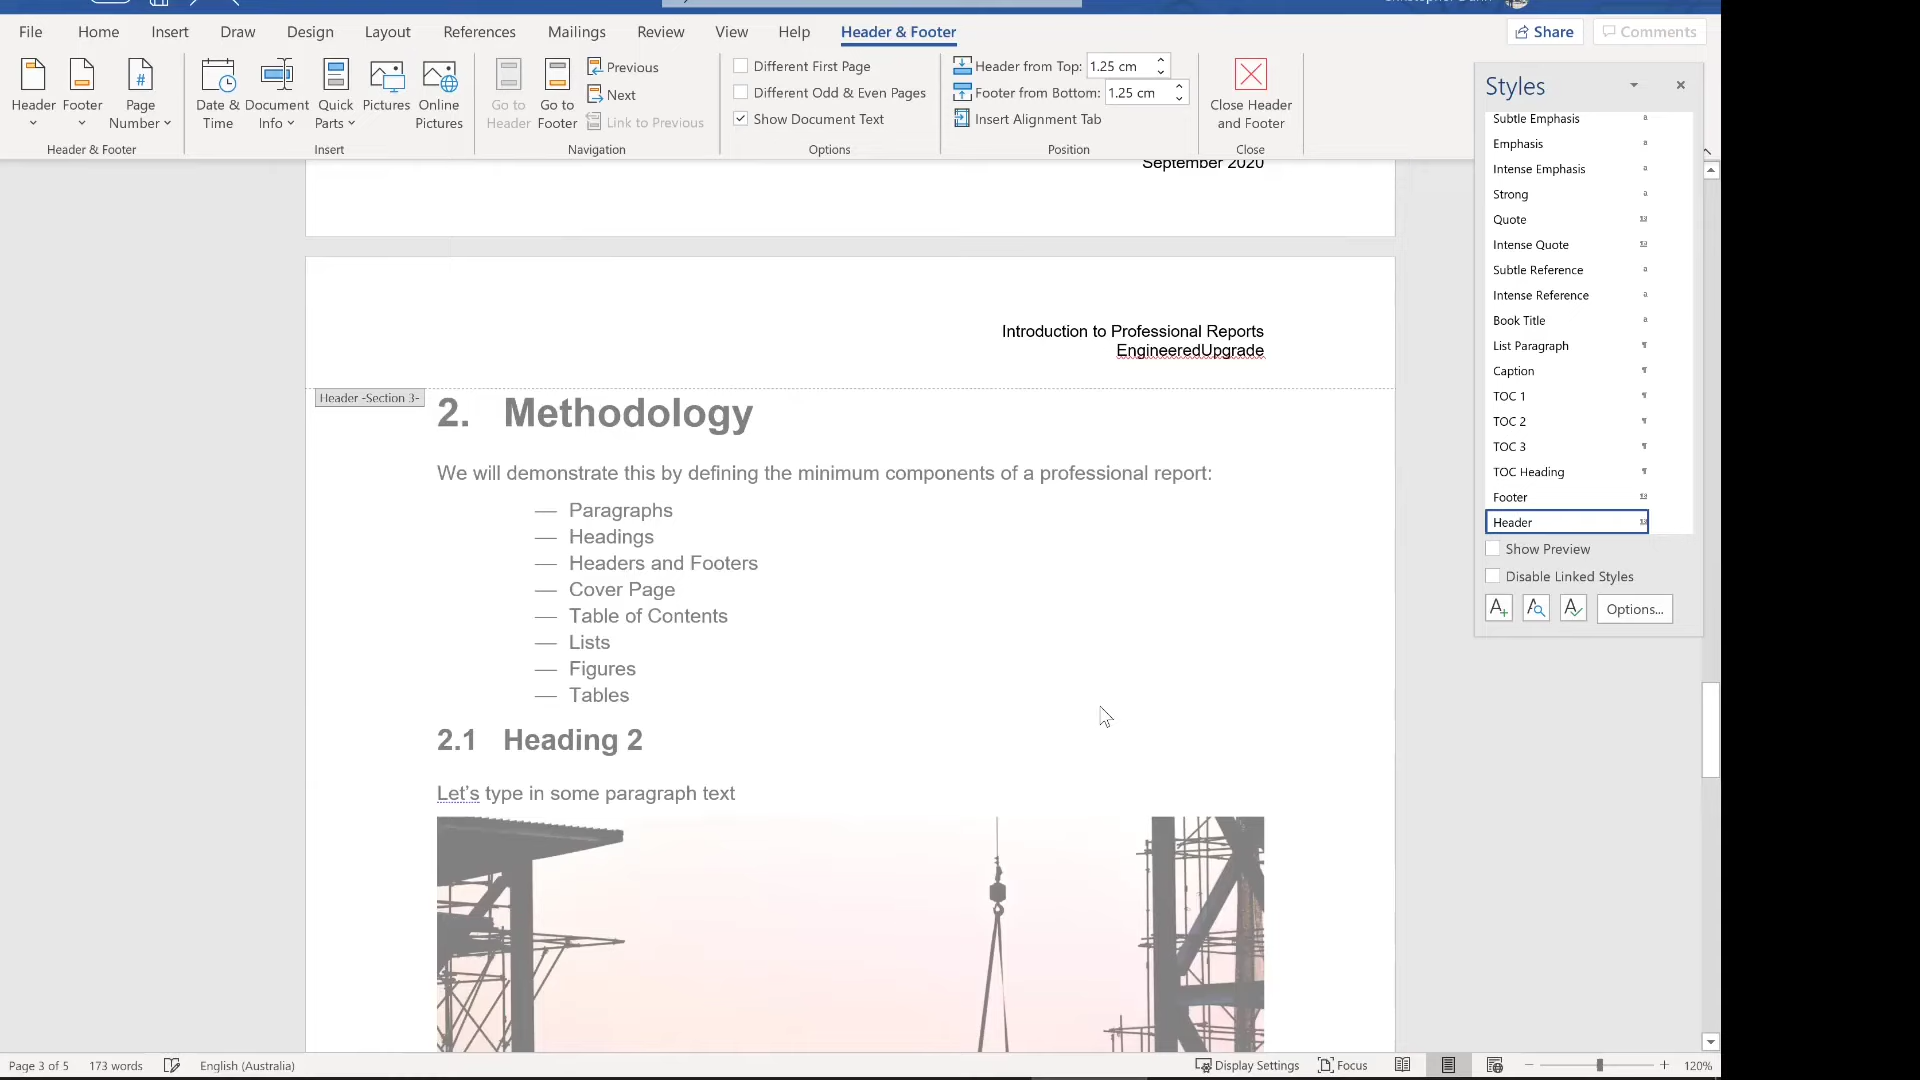 File Home Insert Draw Design Layout References Mailings Review View Help Header & Footer Share Comments
Header Footer Page Number
Header & Footer
Date & Time Document Info Quick Parts Pictures Online Pictures
Insert
Go to Header Go to Footer Previous
Next
Link to Previous
Navigation
Different First Page
Different Odd & Even Pages
Show Document Text
Options
Header from Top: 1.25 cm
Footer from Bottom: 1.25 cm
Insert Alignment Tab
Position
Close Header and Footer
Close
September 2020
Introduction to Professional Reports
EngineeredUpgrade
Header -Section 3-
2. Methodology
We will demonstrate this by defining the minimum components of a professional report:
— Paragraphs
— Headings
— Headers and Footers
— Cover Page
— Table of Contents
— Lists
— Figures
— Tables
2.1 Heading 2
Let's type in some paragraph text
Styles
Subtle Emphasis a
Emphasis a
Intense Emphasis a
Strong a
Quote
Intense Quote
Subtle Reference a
Intense Reference a
Book Title a
List Paragraph ¶
Caption ¶
TOC 1 ¶
TOC 2 ¶
TOC 3 ¶
TOC Heading ¶
Footer
Header
Show Preview
Disable Linked Styles
Options...
Page 3 of 5 173 words English (Australia) Display Settings Focus 120%